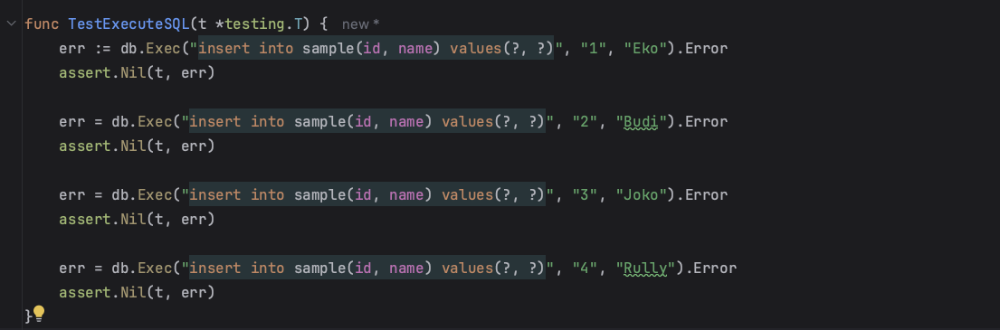 func TestExecuteSQL(t *testing.T) { new *
    err := db.Exec("insert into sample(id, name) values(?, ?)", "1", "Eko").Error
    assert.Nil(t, err)

    err = db.Exec("insert into sample(id, name) values(?, ?)", "2", "Budi").Error
    assert.Nil(t, err)

    err = db.Exec("insert into sample(id, name) values(?, ?)", "3", "Joko").Error
    assert.Nil(t, err)

    err = db.Exec("insert into sample(id, name) values(?, ?)", "4", "Rully").Error
    assert.Nil(t, err)
}